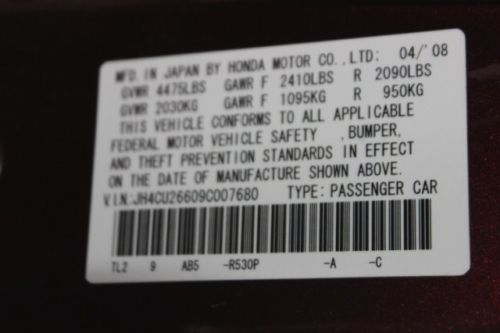 MFD. IN JAPAN BY HONDA MOTOR CO.,LTD: 04/'08
GVWR 4475LBS GAWR F 2410LBS R 2090LBS
GVWR 2030KG GAWR F 1095KG R 950KG
THIS VEHICLE CONFORMS TO ALL APPLICABLE
FEDERAL MOTOR VEHICLE SAFETY ,BUMPER,
AND THEFT PREVENTION STANDARDS IN EFFECT
ON THE DATE OF MANUFACTURE SHOWN ABOVE.
V.I.N.:JH4CU26609C007680 TYPE: PASSENGER CAR
TL2 9 AB5 -R530P -A -C